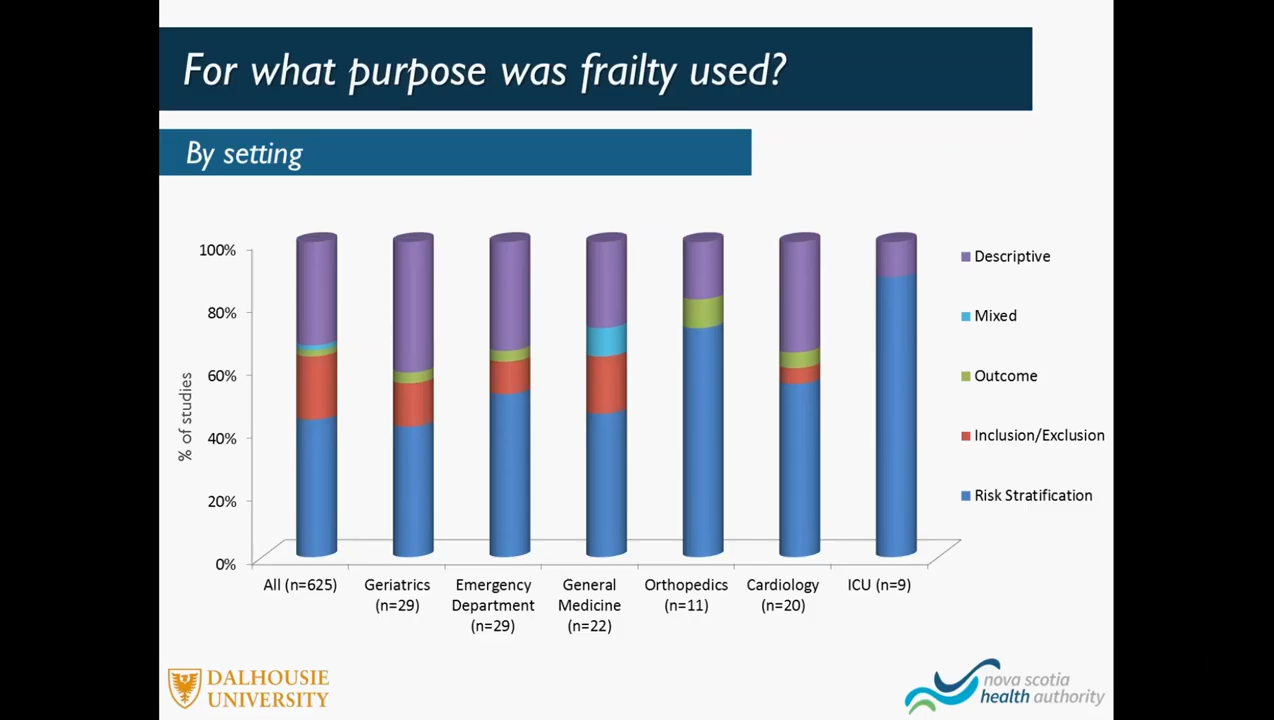 For what purpose was frailty used?
By setting
100%
80%
60%
40%
20%
0%
% of studies
All (n=625)
Geriatrics
(n=29)
Emergency
Department
(n=29)
General
Medicine
(n=22)
Orthopedics
(n=11)
Cardiology
(n=20)
ICU (n=9)
Descriptive
Mixed
Outcome
Inclusion/Exclusion
Risk Stratification
DALHOUSIE
UNIVERSITY
nova scotia
health authority